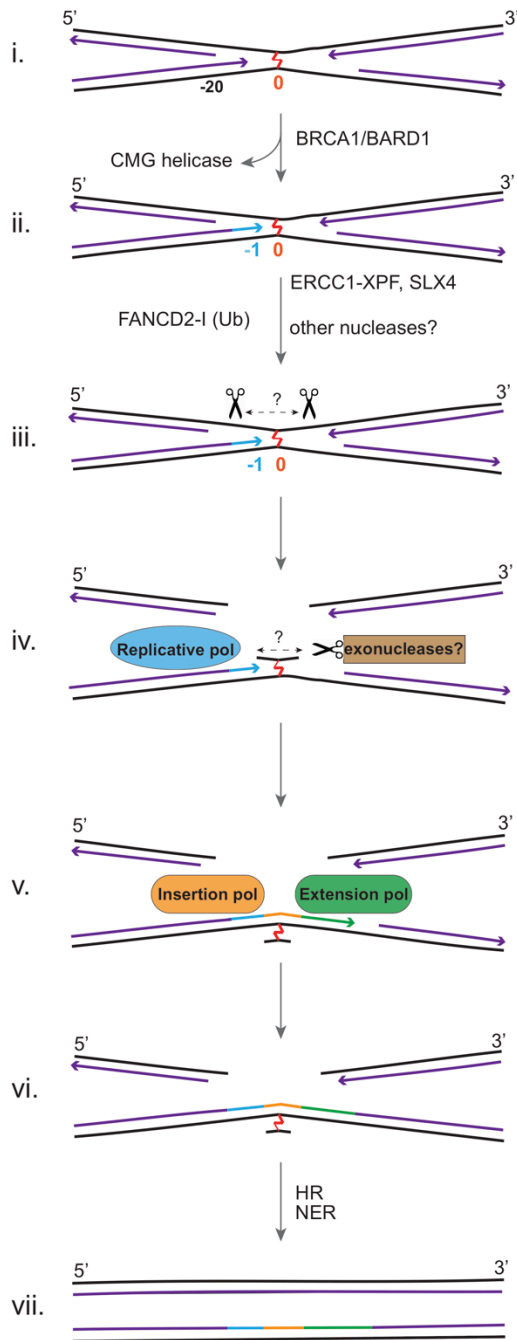 5’ 3’
i.
-20 0
BRCA1/BARD1
CMG helicase
5’ 3’
ii.
-1 0
ERCC1-XPF, SLX4
FANCD2-I (Ub) other nucleases?
5’ ? 3’
iii.
-1 0
5’ 3’
iv.
?
Replicative pol exonucleases?
5’ 3’
v.
Insertion pol Extension pol
5’ 3’
vi.
HR
NER
5’ 3’
vii.